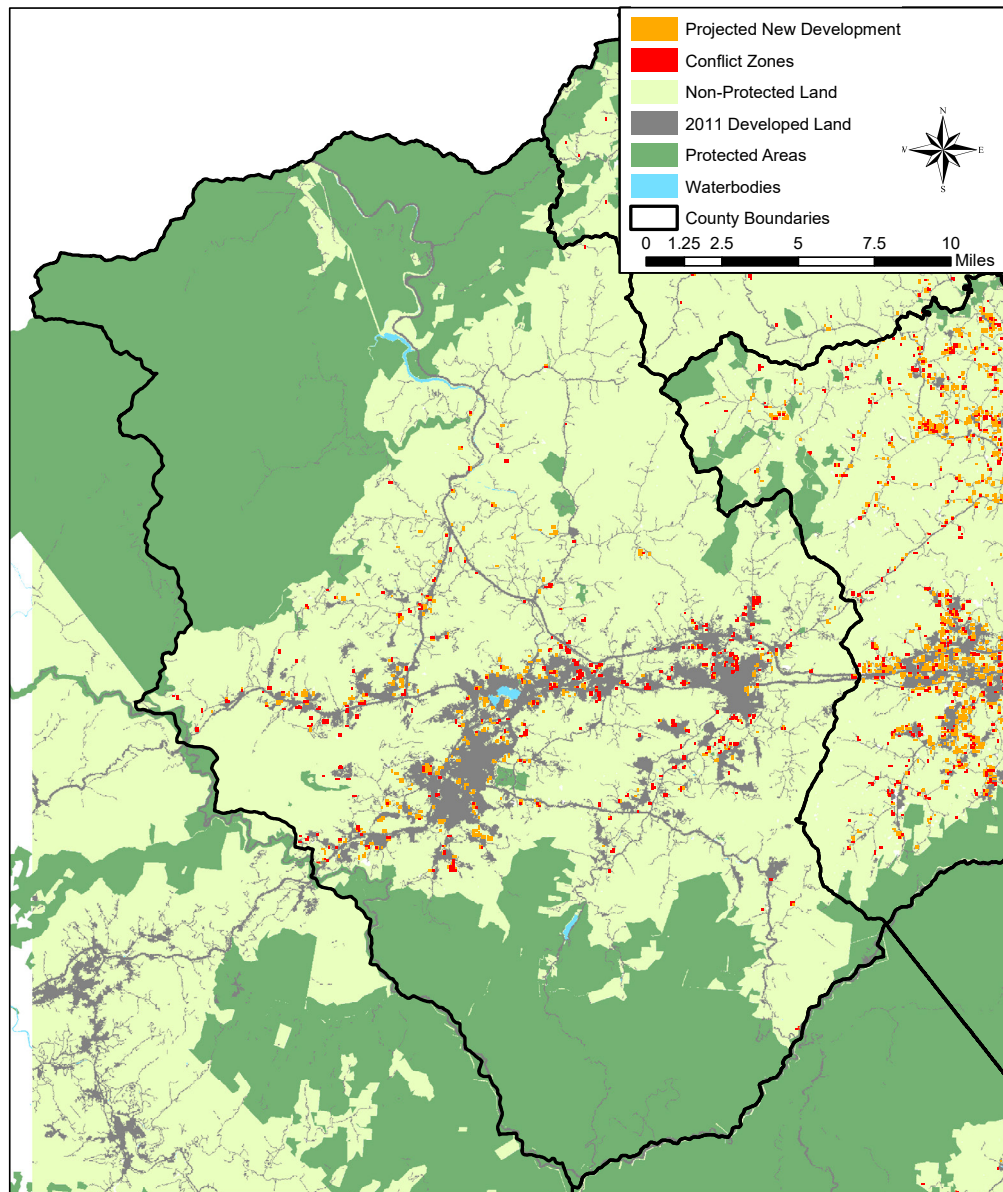 Projected New Development
Conflict Zones
Non-Protected Land
2011 Developed Land
Protected Areas
Waterbodies
County Boundaries
N
W E
S
0 1.25 2.5 5 7.5 10
Miles